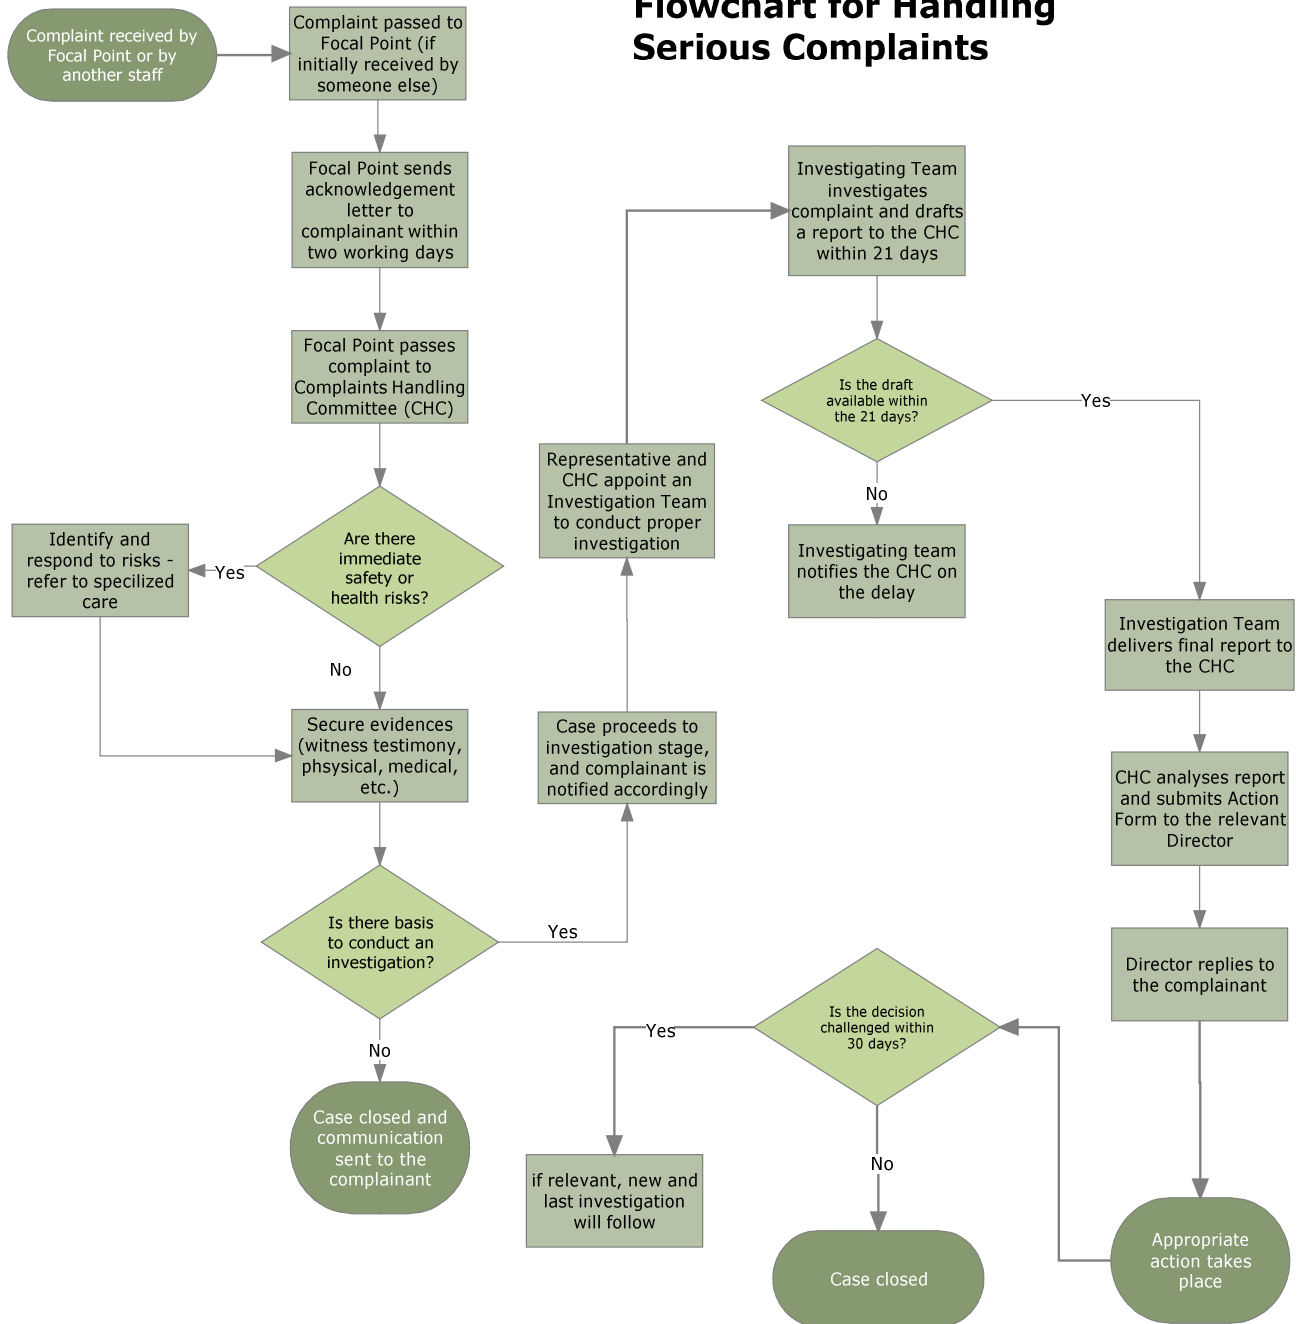 Flowchart for Handling
Serious Complaints
Complaint received by
Focal Point or by
another staff
Complaint passed to
Focal Point (if
initially received by
someone else)
Focal Point sends
acknowledgement
letter to
complainant within
two working days
Focal Point passes
complaint to
Complaints Handling
Committee (CHC)
Are there
immediate
safety or
health risks?
Yes
Identify and
respond to risks -
refer to specilized
care
No
Secure evidences
(witness testimony,
phsysical, medical,
etc.)
Is there basis
to conduct an
investigation?
No
Case closed and
communication
sent to the
complainant
Yes
Case proceeds to
investigation stage,
and complainant is
notified accordingly
Representative and
CHC appoint an
Investigation Team
to conduct proper
investigation
Investigating Team
investigates
complaint and drafts
a report to the CHC
within 21 days
Is the draft
available within
the 21 days?
No
Investigating team
notifies the CHC on
the delay
Yes
Investigation Team
delivers final report to
the CHC
CHC analyses report
and submits Action
Form to the relevant
Director
Director replies to
the complainant
Appropriate
action takes
place
Is the decision
challenged within
30 days?
Yes
if relevant, new and
last investigation
will follow
No
Case closed